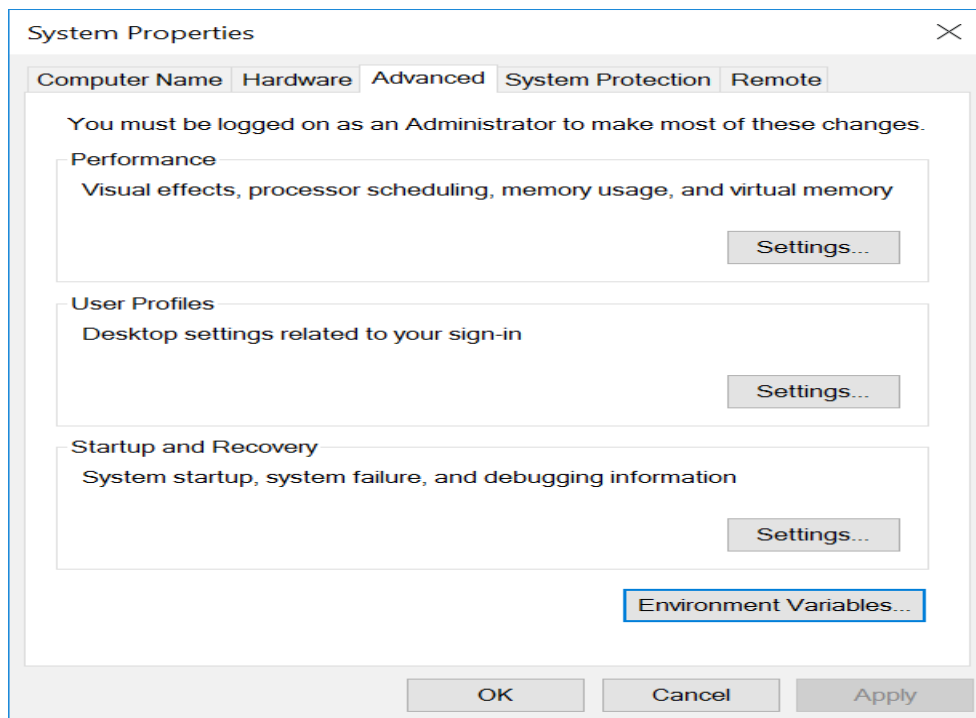 System Properties
Computer Name Hardware Advanced System Protection Remote
You must be logged on as an Administrator to make most of these changes.
Performance
Visual effects, processor scheduling, memory usage, and virtual memory
Settings...
User Profiles
Desktop settings related to your sign-in
Settings...
Startup and Recovery
System startup, system failure, and debugging information
Settings...
Environment Variables...
OK Cancel Apply